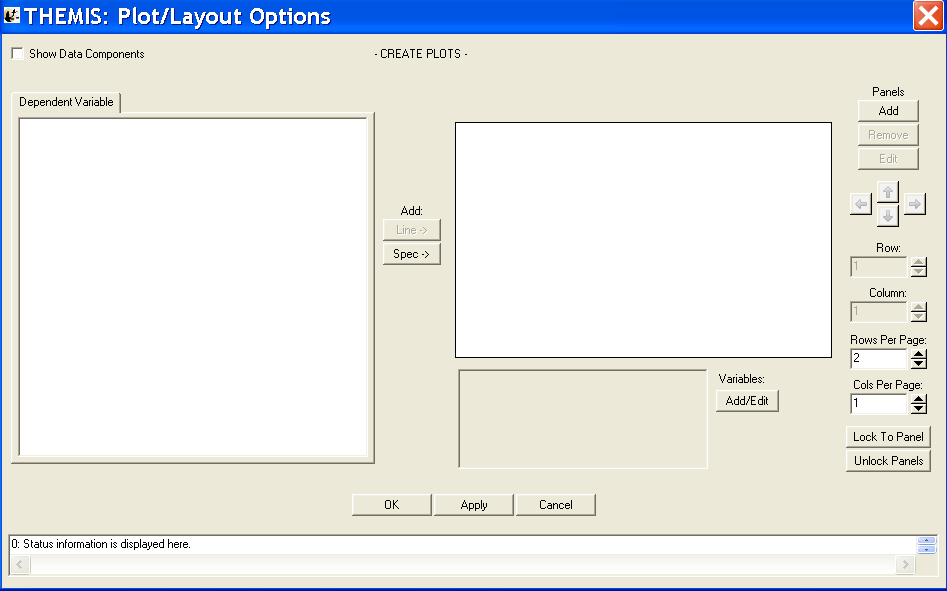 THEMIS: Plot/Layout Options
Show Data Components
- CREATE PLOTS -
Dependent Variable
Panels
Add
Remove
Edit
Add:
Line ->
Spec ->
Row:
1
Column:
1
Rows Per Page:
2
Cols Per Page:
1
Variables:
Add/Edit
Lock To Panel
Unlock Panels
OK
Apply
Cancel
0: Status information is displayed here.